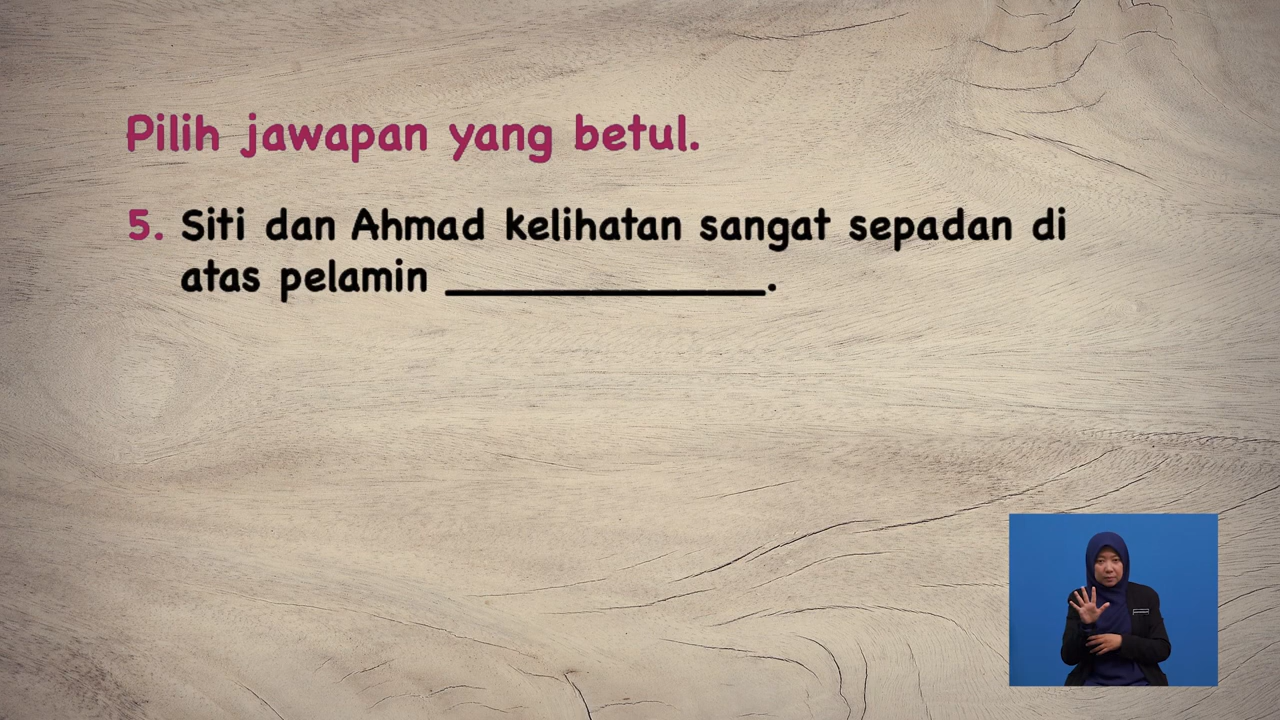 Pilih jawapan yang betul.
5. Siti dan Ahmad kelihatan sangat sepadan di
atas pelamin ______________.